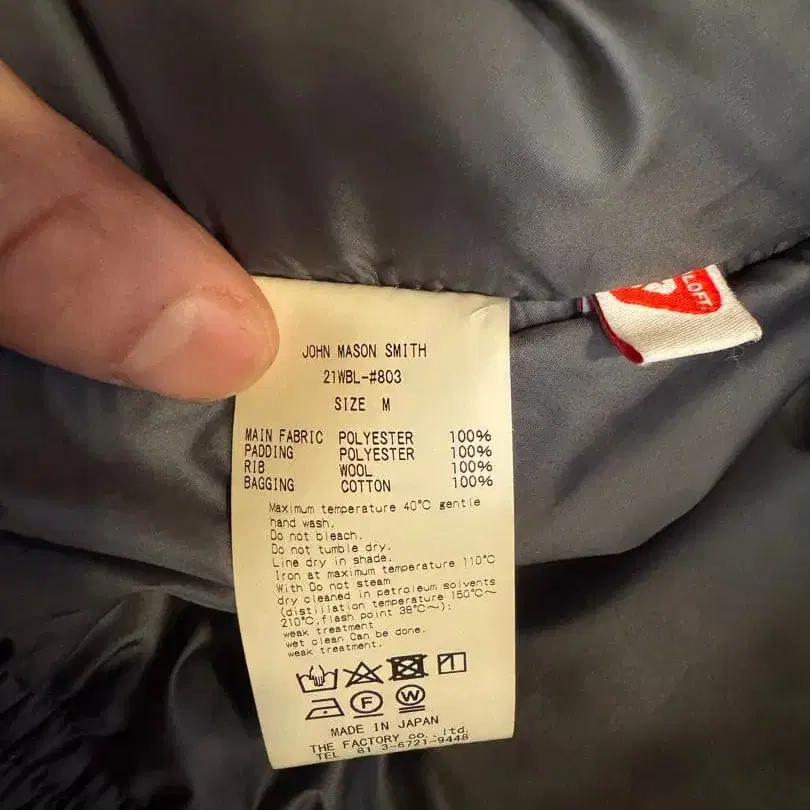 JOHN MASON SMITH
21WBL-#803
SIZE M
MAIN FABRIC POLYESTER 100%
PADDING POLYESTER 100%
RIB WOOL 100%
BAGGING COTTON 100%
Maximum temperature 40℃ gentle
hand wash.
Do not bleach.
Do not tumble dry.
Line dry in shade.
Iron at maximum temperature 110℃
With Do not steam
dry cleaned in petroleum solvents
(distillation temperature 150℃~
210℃,flash point 38℃~):
weak treatment
wet clean Can be done.
weak treatment.
F W
MADE IN JAPAN
THE FACTORY co.,ltd.
TEL 81 3-6721-9448
LOFT.